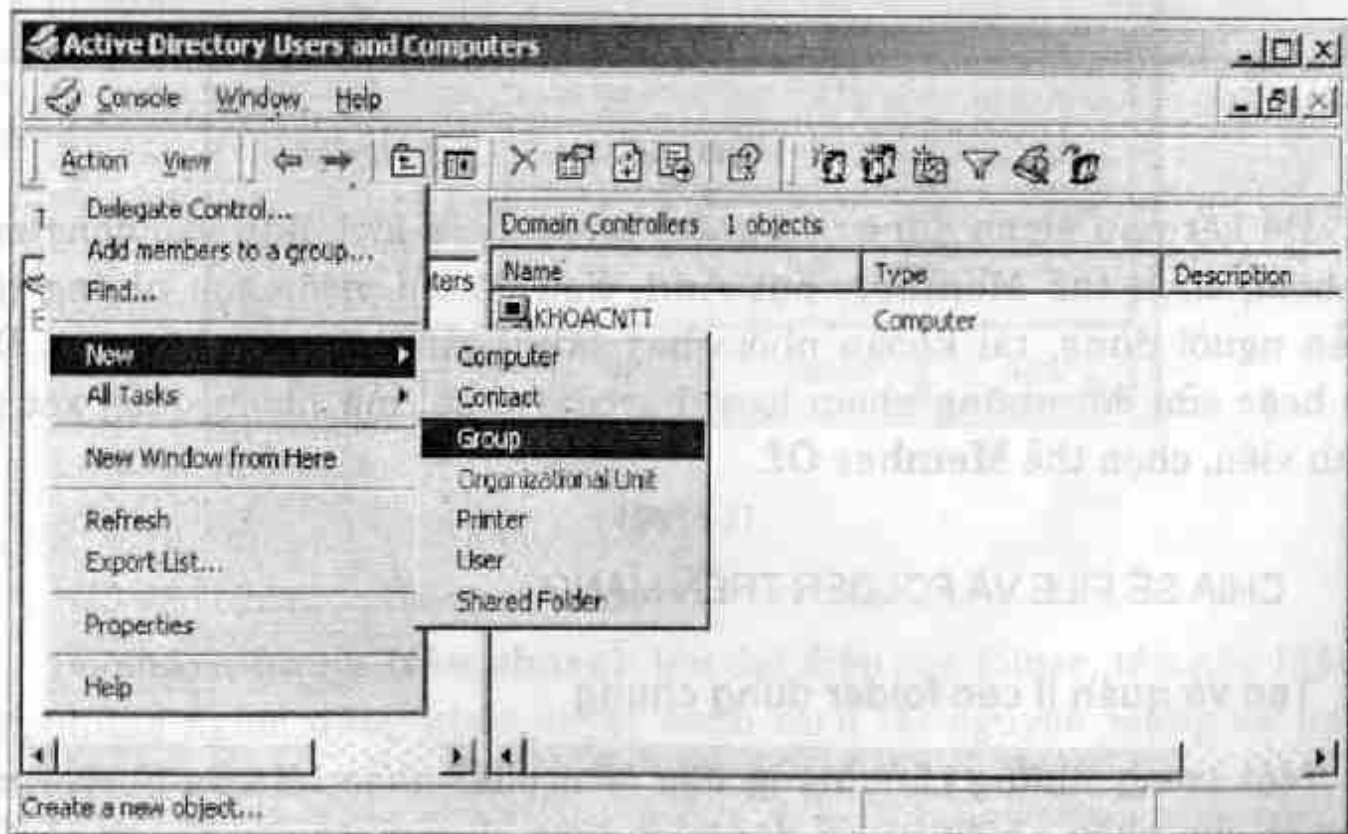 Active Directory Users and Computers
Console Window Help
Action View
Delegate Control...
Add members to a group...
Find...
New
All Tasks
New Window from Here
Refresh
Export List...
Properties
Help
ters
Computer
Contact
Group
Organizational Unit
Printer
User
Shared Folder
Domain Controllers 1 objects
Name Type Description
KHOACNTT Computer
Create a new object...